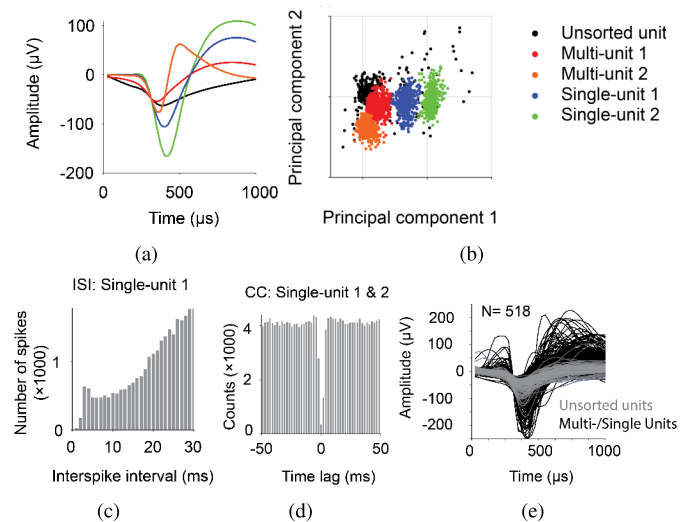 Amplitude (µV)
100
0
-100
-200
0
500
1000
Time (µs)
(a)
Principal component 2
Principal component 1
(b)
Unsorted unit
Multi-unit 1
Multi-unit 2
Single-unit 1
Single-unit 2
ISI: Single-unit 1
Number of spikes
(×1000)
1
0
0
10
20
30
Interspike interval (ms)
(c)
CC: Single-unit 1 & 2
Counts (×1000)
4
2
0
-50
0
50
Time lag (ms)
(d)
N= 518
Amplitude (µV)
200
100
0
-100
-200
Unsorted units
Multi-/Single Units
0
500
1000
Time (µs)
(e)